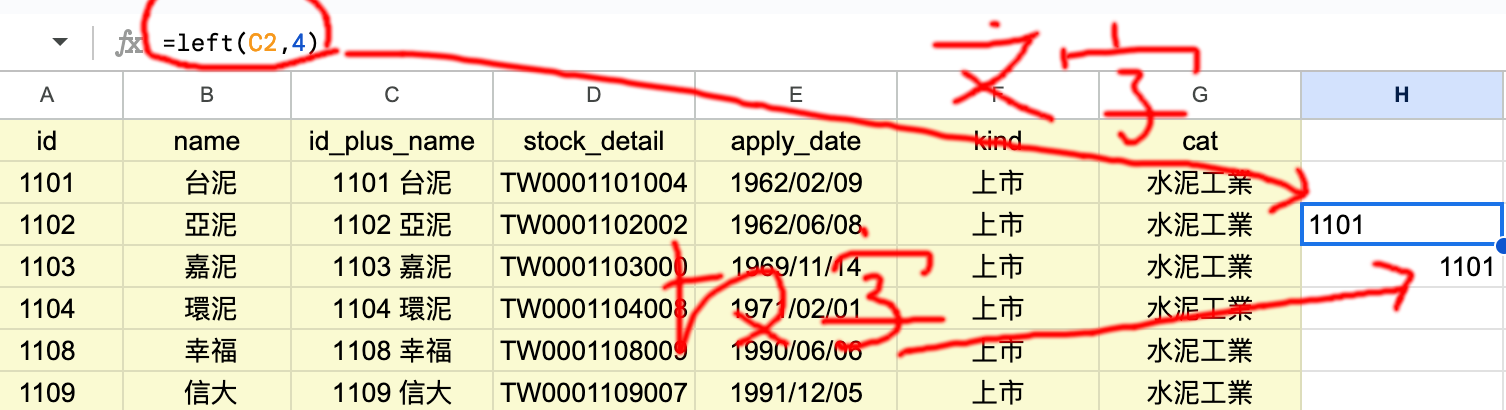 fx =left(C2,4)
文字
A B C D E F G H
id name id_plus_name stock_detail apply_date kind cat
1101 台泥 1101 台泥 TW0001101004 1962/02/09 上市 水泥工業
1102 亞泥 1102 亞泥 TW0001102002 1962/06/08 上市 水泥工業 1101
1103 嘉泥 1103 嘉泥 TW0001103000 1969/11/14 上市 水泥工業 1101
1104 環泥 1104 環泥 TW0001104008 1971/02/01 上市 水泥工業
1108 幸福 1108 幸福 TW0001108009 1990/06/06 上市 水泥工業
1109 信大 1109 信大 TW0001109007 1991/12/05 上市 水泥工業